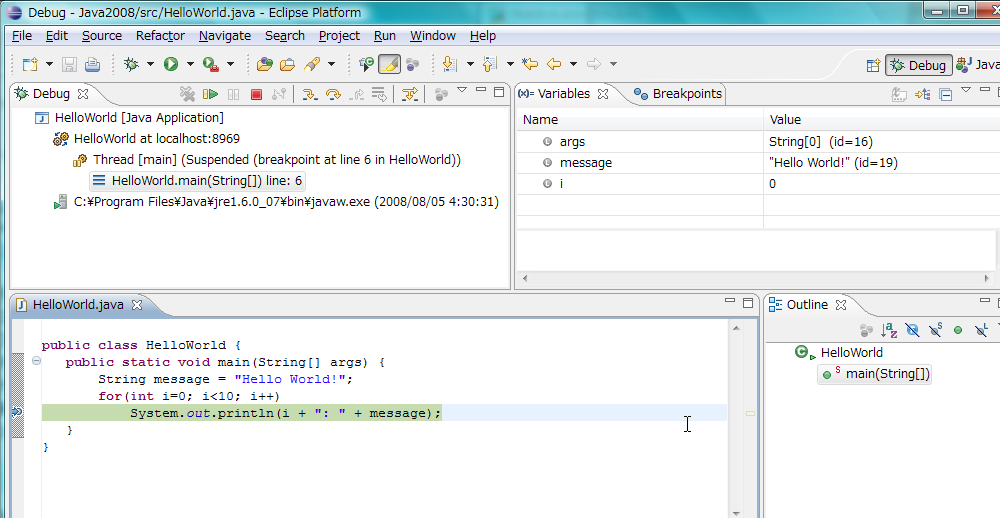 Debug - Java2008/src/HelloWorld.java - Eclipse Platform
File Edit Source Refactor Navigate Search Project Run Window Help
Debug Java
Debug
HelloWorld [Java Application]
HelloWorld at localhost:8969
Thread [main] (Suspended (breakpoint at line 6 in HelloWorld))
HelloWorld.main(String[]) line: 6
C:¥Program Files¥Java¥jre1.6.0_07¥bin¥javaw.exe (2008/08/05 4:30:31)
(x)= Variables Breakpoints
Name Value
args String[0] (id=16)
message "Hello World!" (id=19)
i 0
HelloWorld.java
public class HelloWorld {
public static void main(String[] args) {
String message = "Hello World!";
for(int i=0; i<10; i++)
System.out.println(i + ": " + message);
}
}
Outline
HelloWorld
main(String[])